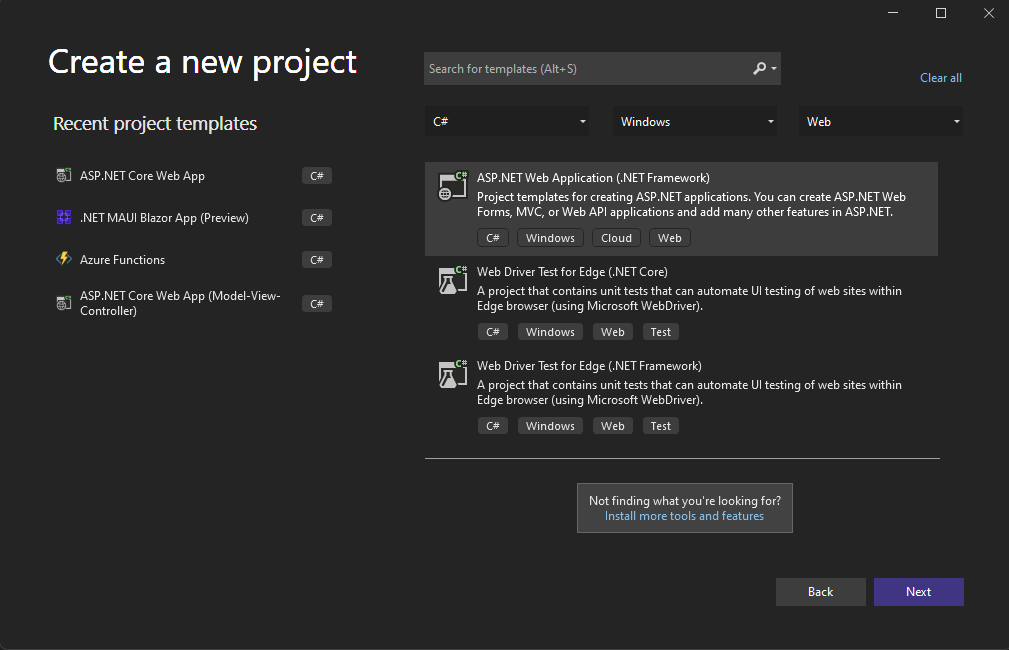 Create a new project
Search for templates (Alt+S)
Clear all
Recent project templates
C#
Windows
Web
ASP.NET Core Web App
C#
.NET MAUI Blazor App (Preview)
C#
Azure Functions
C#
ASP.NET Core Web App (Model-View-
Controller)
C#
C#
ASP.NET Web Application (.NET Framework)
Project templates for creating ASP.NET applications. You can create ASP.NET Web
Forms, MVC, or Web API applications and add many other features in ASP.NET.
C#
Windows
Cloud
Web
C#
Web Driver Test for Edge (.NET Core)
A project that contains unit tests that can automate UI testing of web sites within
Edge browser (using Microsoft WebDriver).
C#
Windows
Web
Test
C#
Web Driver Test for Edge (.NET Framework)
A project that contains unit tests that can automate UI testing of web sites within
Edge browser (using Microsoft WebDriver).
C#
Windows
Web
Test
Not finding what you're looking for?
Install more tools and features
Back
Next